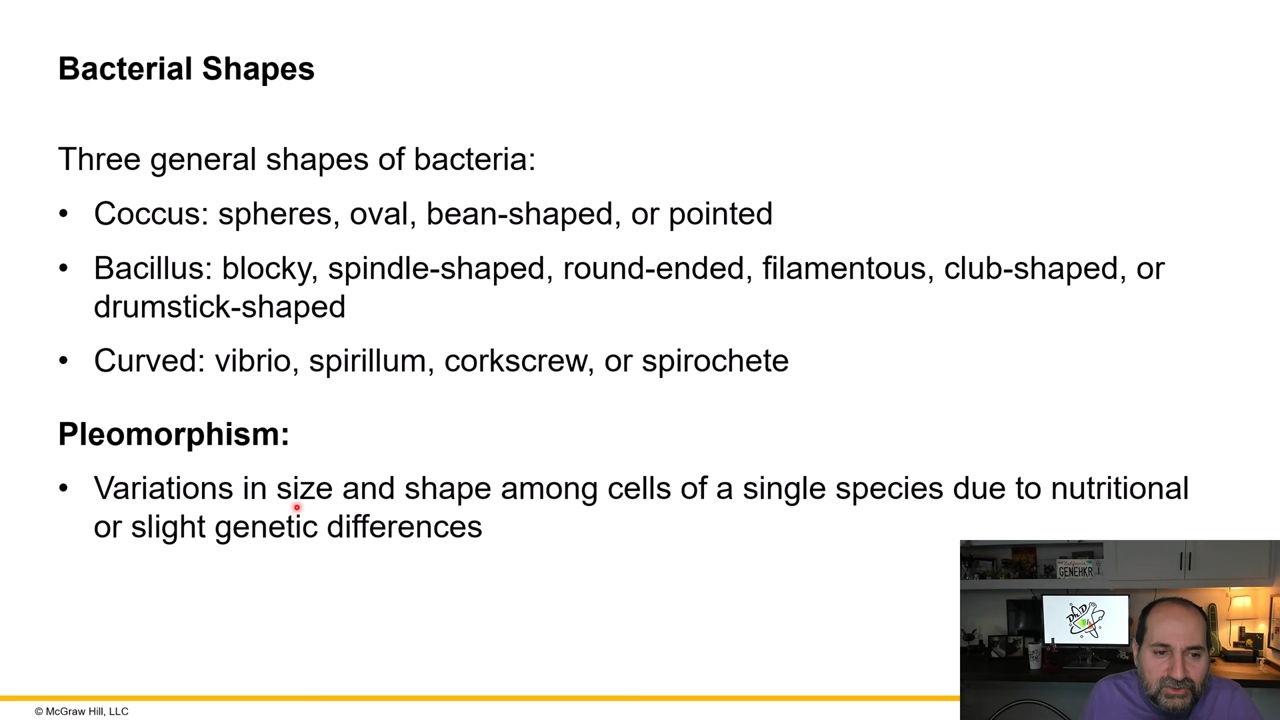 Bacterial Shapes
Three general shapes of bacteria:
• Coccus: spheres, oval, bean-shaped, or pointed
• Bacillus: blocky, spindle-shaped, round-ended, filamentous, club-shaped, or
drumstick-shaped
• Curved: vibrio, spirillum, corkscrew, or spirochete
Pleomorphism:
• Variations in size and shape among cells of a single species due to nutritional
or slight genetic differences
GENEHKR
© McGraw Hill, LLC